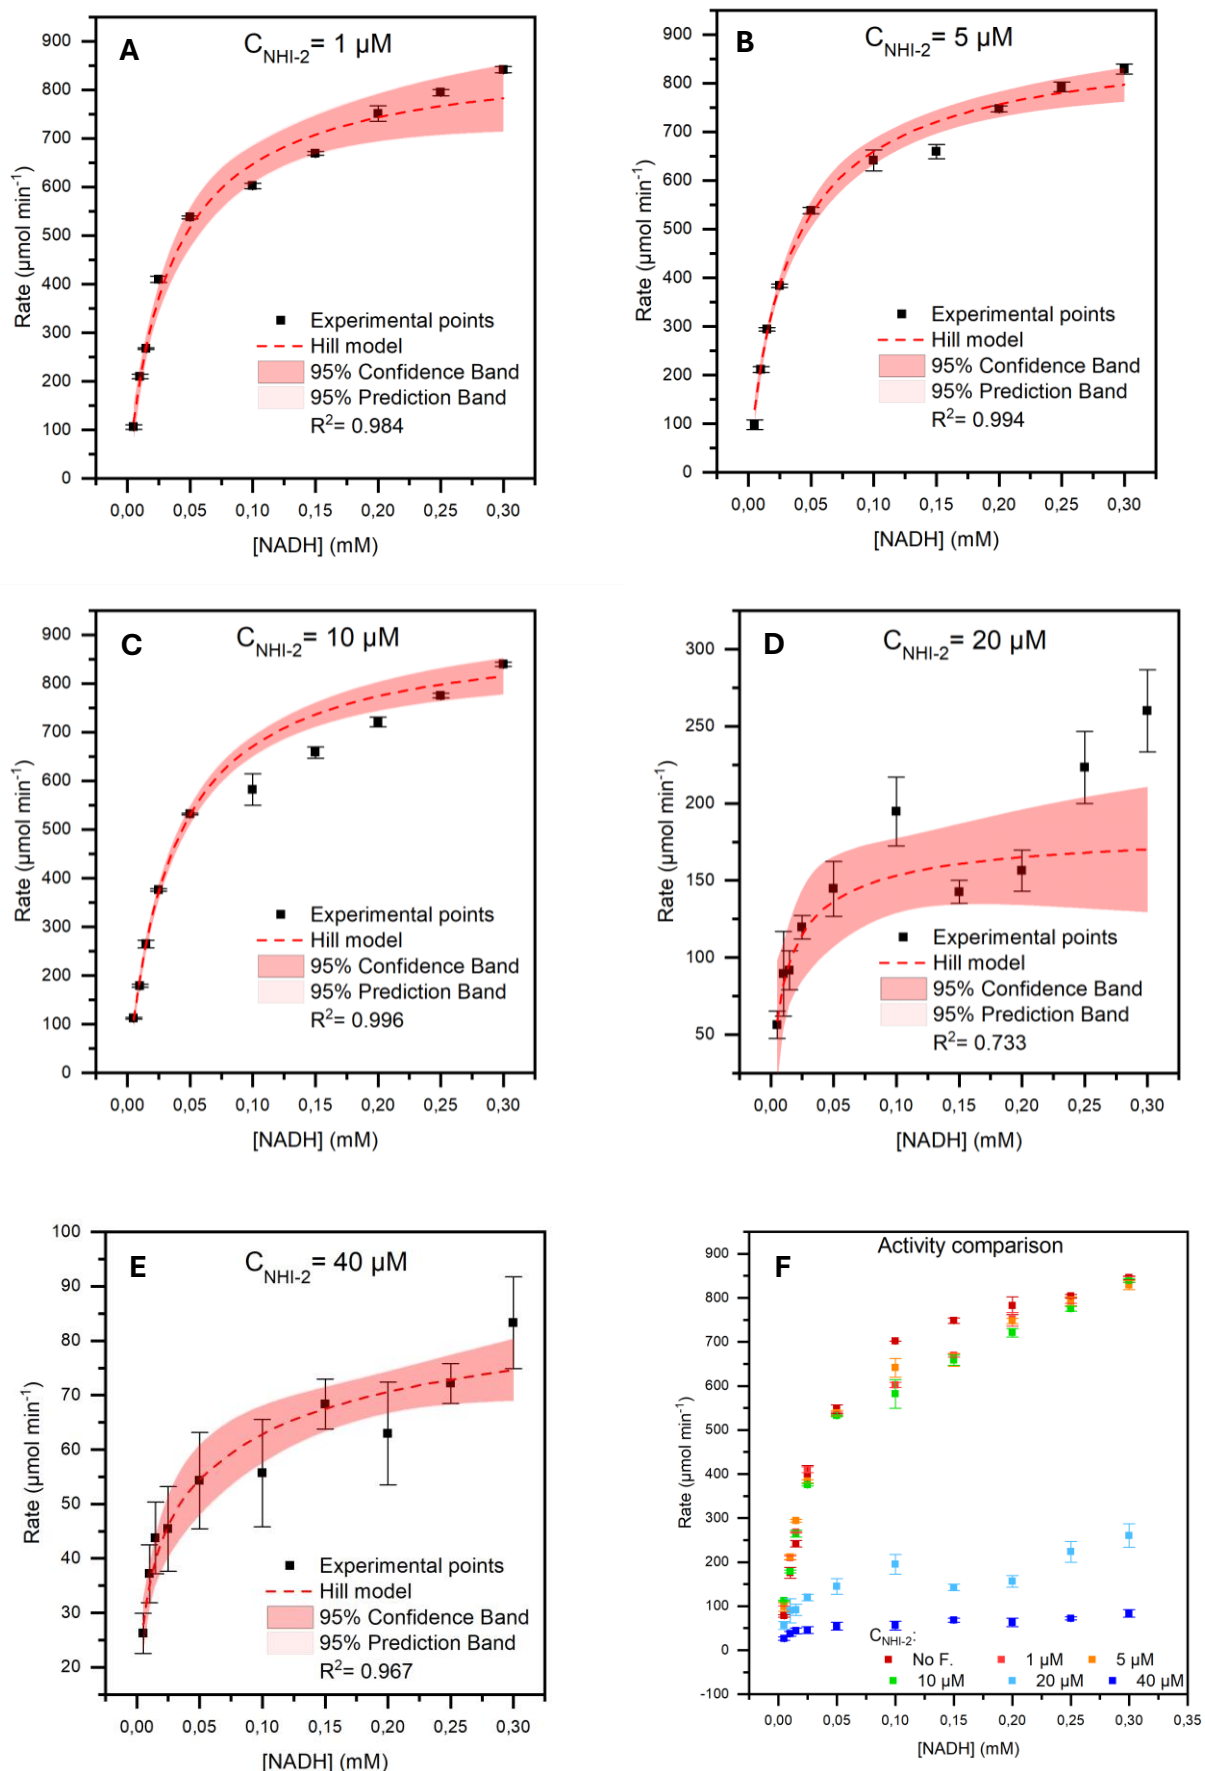 A
C_NHI-2 = 1 µM
900
800
700
600
500
400
300
200
100
0
Rate (µmol min⁻¹)
Experimental points
Hill model
95% Confidence Band
95% Prediction Band
R²= 0.984
0,00 0,05 0,10 0,15 0,20 0,25 0,30
[NADH] (mM)
B
C_NHI-2 = 5 µM
900
800
700
600
500
400
300
200
100
0
Rate (µmol min⁻¹)
Experimental points
Hill model
95% Confidence Band
95% Prediction Band
R²= 0.994
0,00 0,05 0,10 0,15 0,20 0,25 0,30
[NADH] (mM)
C
C_NHI-2 = 10 µM
900
800
700
600
500
400
300
200
100
0
Rate (µmol min⁻¹)
Experimental points
Hill model
95% Confidence Band
95% Prediction Band
R²= 0.996
0,00 0,05 0,10 0,15 0,20 0,25 0,30
[NADH] (mM)
D
C_NHI-2 = 20 µM
300
250
200
150
100
50
Rate (µmol min⁻¹)
Experimental points
Hill model
95% Confidence Band
95% Prediction Band
R²= 0.733
0,00 0,05 0,10 0,15 0,20 0,25 0,30
[NADH] (mM)
E
C_NHI-2 = 40 µM
100
90
80
70
60
50
40
30
20
Rate (µmol min⁻¹)
Experimental points
Hill model
95% Confidence Band
95% Prediction Band
R²= 0.967
0,00 0,05 0,10 0,15 0,20 0,25 0,30
[NADH] (mM)
F
Activity comparison
900
800
700
600
500
400
300
200
100
0
-100
Rate (µmol min⁻¹)
C_NHI-2:
No F. 1 µM 5 µM
10 µM 20 µM 40 µM
0,00 0,05 0,10 0,15 0,20 0,25 0,30 0,35
[NADH] (mM)